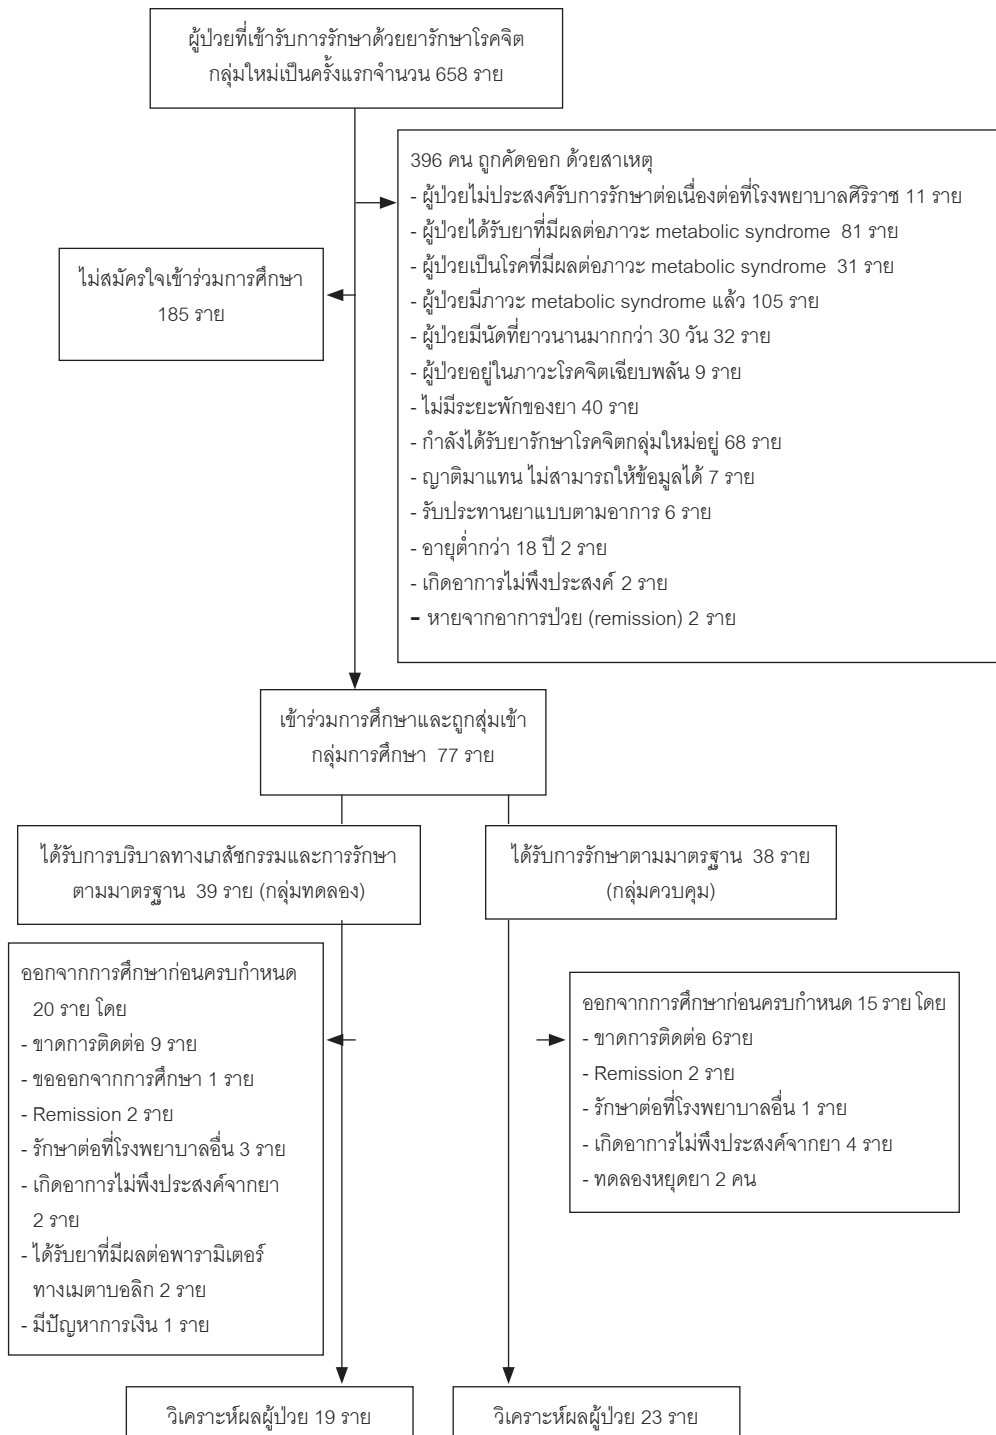 ผู้ป่วยที่เข้ารับการรักษาด้วยยารักษาโรคจิต
กลุ่มใหม่เป็นครั้งแรกจำนวน 658 ราย
396 คน ถูกคัดออก ด้วยสาเหตุ
- ผู้ป่วยไม่ประสงค์รับการรักษาต่อเนื่องต่อที่โรงพยาบาลศิริราช 11 ราย
- ผู้ป่วยได้รับยาที่มีผลต่อภาวะ metabolic syndrome 81 ราย
- ผู้ป่วยเป็นโรคที่มีผลต่อภาวะ metabolic syndrome 31 ราย
- ผู้ป่วยมีภาวะ metabolic syndrome แล้ว 105 ราย
- ผู้ป่วยมีนัดที่ยาวนานมากกว่า 30 วัน 32 ราย
- ผู้ป่วยอยู่ในภาวะโรคจิตเฉียบพลัน 9 ราย
- ไม่มีระยะพักของยา 40 ราย
- กำลังได้รับยารักษาโรคจิตกลุ่มใหม่อยู่ 68 ราย
- ญาติมาแทน ไม่สามารถให้ข้อมูลได้ 7 ราย
- รับประทานยาแบบตามอาการ 6 ราย
- อายุต่ำกว่า 18 ปี 2 ราย
- เกิดอาการไม่พึงประสงค์ 2 ราย
- หายจากอาการป่วย (remission) 2 ราย
ไม่สมัครใจเข้าร่วมการศึกษา
185 ราย
เข้าร่วมการศึกษาและถูกสุ่มเข้า
กลุ่มการศึกษา 77 ราย
ได้รับการบริบาลทางเภสัชกรรมและการรักษา
ตามมาตรฐาน 39 ราย (กลุ่มทดลอง)
ได้รับการรักษาตามมาตรฐาน 38 ราย
(กลุ่มควบคุม)
ออกจากการศึกษาก่อนครบกำหนด
20 ราย โดย
- ขาดการติดต่อ 9 ราย
- ขอออกจากการศึกษา 1 ราย
- Remission 2 ราย
- รักษาต่อที่โรงพยาบาลอื่น 3 ราย
- เกิดอาการไม่พึงประสงค์จากยา
2 ราย
- ได้รับยาที่มีผลต่อพารามิเตอร์
ทางเมตาบอลิก 2 ราย
- มีปัญหาการเงิน 1 ราย
ออกจากการศึกษาก่อนครบกำหนด 15 ราย โดย
- ขาดการติดต่อ 6ราย
- Remission 2 ราย
- รักษาต่อที่โรงพยาบาลอื่น 1 ราย
- เกิดอาการไม่พึงประสงค์จากยา 4 ราย
- ทดลองหยุดยา 2 คน
วิเคราะห์ผลผู้ป่วย 19 ราย
วิเคราะห์ผลผู้ป่วย 23 ราย